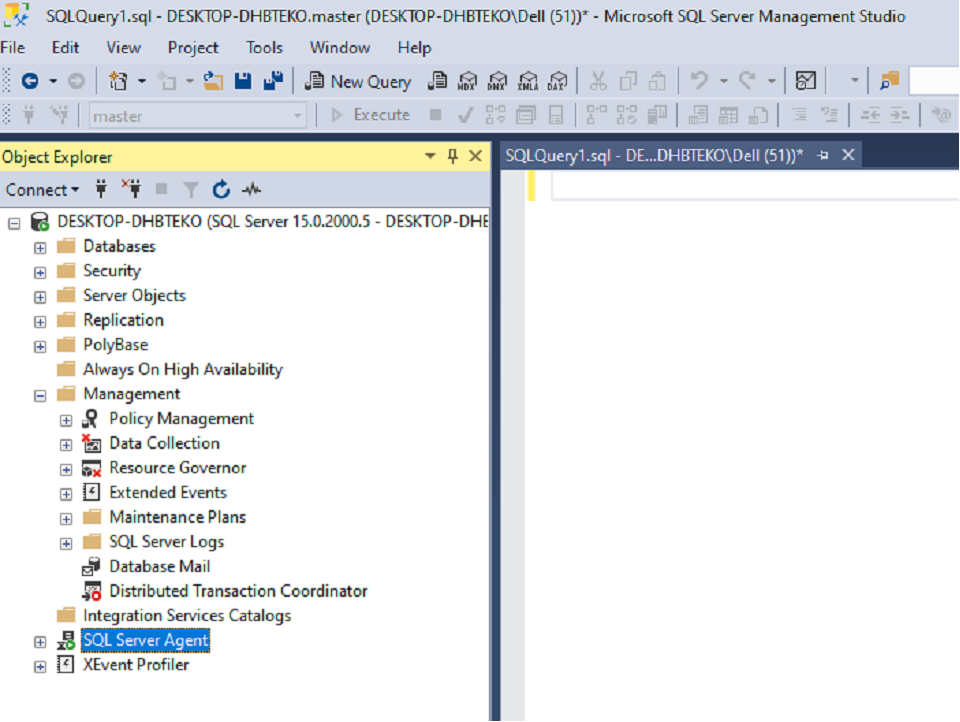 SQLQuery1.sql - DESKTOP-DHBTEKO.master (DESKTOP-DHBTEKO\Dell (51))* - Microsoft SQL Server Management Studio
File Edit View Project Tools Window Help
New Query MDX DMX XMLA DAX
master Execute
Object Explorer
SQLQuery1.sql - DE...DHBTEKO\Dell (51))*
Connect
DESKTOP-DHBTEKO (SQL Server 15.0.2000.5 - DESKTOP-DHB
Databases
Security
Server Objects
Replication
PolyBase
Always On High Availability
Management
Policy Management
Data Collection
Resource Governor
Extended Events
Maintenance Plans
SQL Server Logs
Database Mail
Distributed Transaction Coordinator
Integration Services Catalogs
SQL Server Agent
XEvent Profiler